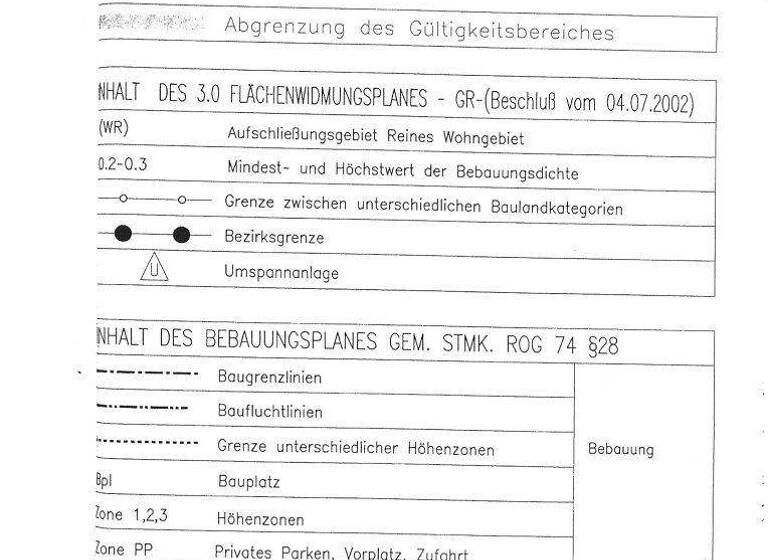 Abgrenzung des Gültigkeitsbereiches
NHALT DES 3.0 FLÄCHENWIDMUNGSPLANES - GR-(Beschluß vom 04.07.2002)
(WR) Aufschließungsgebiet Reines Wohngebiet
0.2-0.3 Mindest- und Höchstwert der Bebauungsdichte
Grenze zwischen unterschiedlichen Baulandkategorien
Bezirksgrenze
U Umspannanlage
NHALT DES BEBAUUNGSPLANES GEM. STMK. ROG 74 §28
Baugrenzlinien
Baufluchtlinien
Grenze unterschiedlicher Höhenzonen Bebauung
Bpl Bauplatz
Zone 1,2,3 Höhenzonen
Zone PP Privates Parken, Vorplatz, Zufahrt